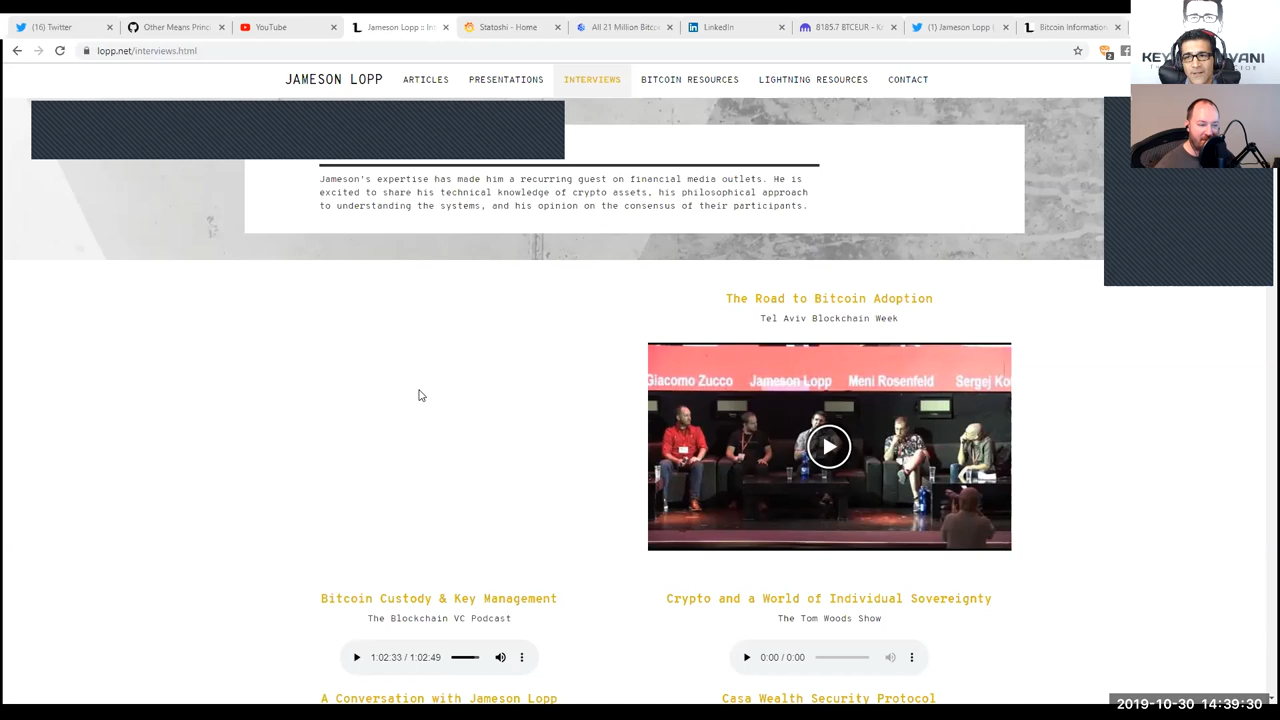 (16) Twitter
Other Means Princ
YouTube
Jameson Lopp :: In
Statoshi - Home
All 21 Million Bitco
LinkedIn
8185.7 BTCEUR - K
(1) Jameson Lopp
Bitcoin Information
lopp.net/interviews.html
2
JAMESON LOPP
ARTICLES
PRESENTATIONS
INTERVIEWS
BITCOIN RESOURCES
LIGHTNING RESOURCES
CONTACT
Jameson's expertise has made him a recurring guest on financial media outlets. He is
excited to share his technical knowledge of crypto assets, his philosophical approach
to understanding the systems, and his opinion on the consensus of their participants.
The Road to Bitcoin Adoption
Tel Aviv Blockchain Week
Giacomo Zucco Jameson Lopp Meni Rosenfeld Sergej Ko
Bitcoin Custody & Key Management
The Blockchain VC Podcast
1:02:33 / 1:02:49
Crypto and a World of Individual Sovereignty
The Tom Woods Show
0:00 / 0:00
A Conversation with Jameson Lopp
Casa Wealth Security Protocol
2019-10-30 14:39:30